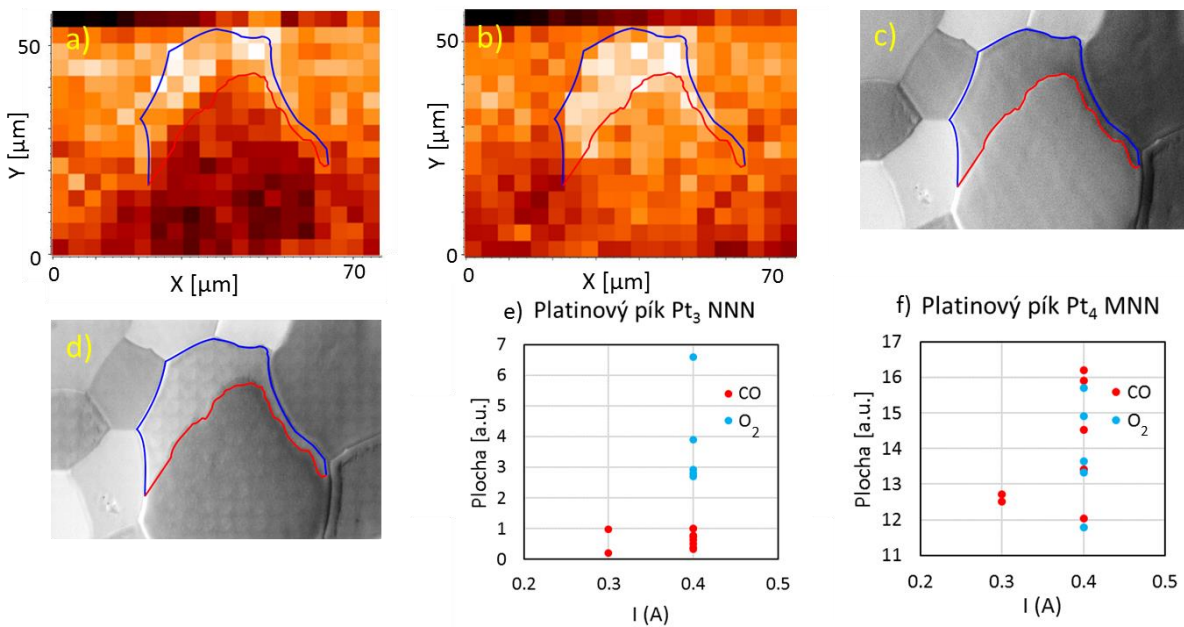 a)
50
Y [µm]
0
0
70
X [µm]
b)
50
Y [µm]
0
0
70
X [µm]
c)
d)
e) Platinový pík Pt3 NNN
7
6
5
4
3
2
1
0
Plocha [a.u.]
CO
O2
0.2
0.3
0.4
0.5
I (A)
f) Platinový pík Pt4 MNN
17
16
15
14
13
12
11
Plocha [a.u.]
CO
O2
0.2
0.3
0.4
0.5
I (A)